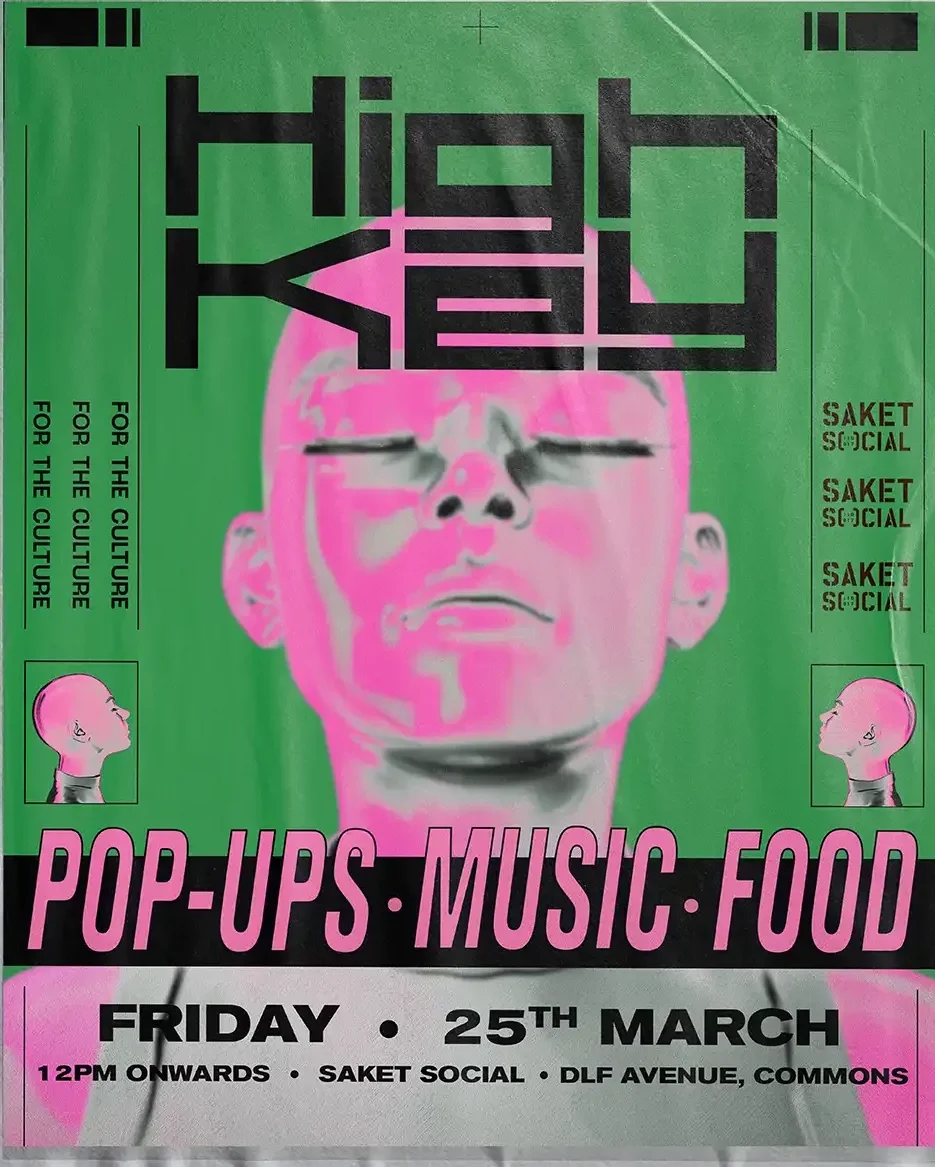 High
Key
FOR THE CULTURE
FOR THE CULTURE
FOR THE CULTURE
SAKET
SOCIAL
SAKET
SOCIAL
SAKET
SOCIAL
POP-UPS · MUSIC · FOOD
FRIDAY • 25TH MARCH
12PM ONWARDS • SAKET SOCIAL • DLF AVENUE, COMMONS